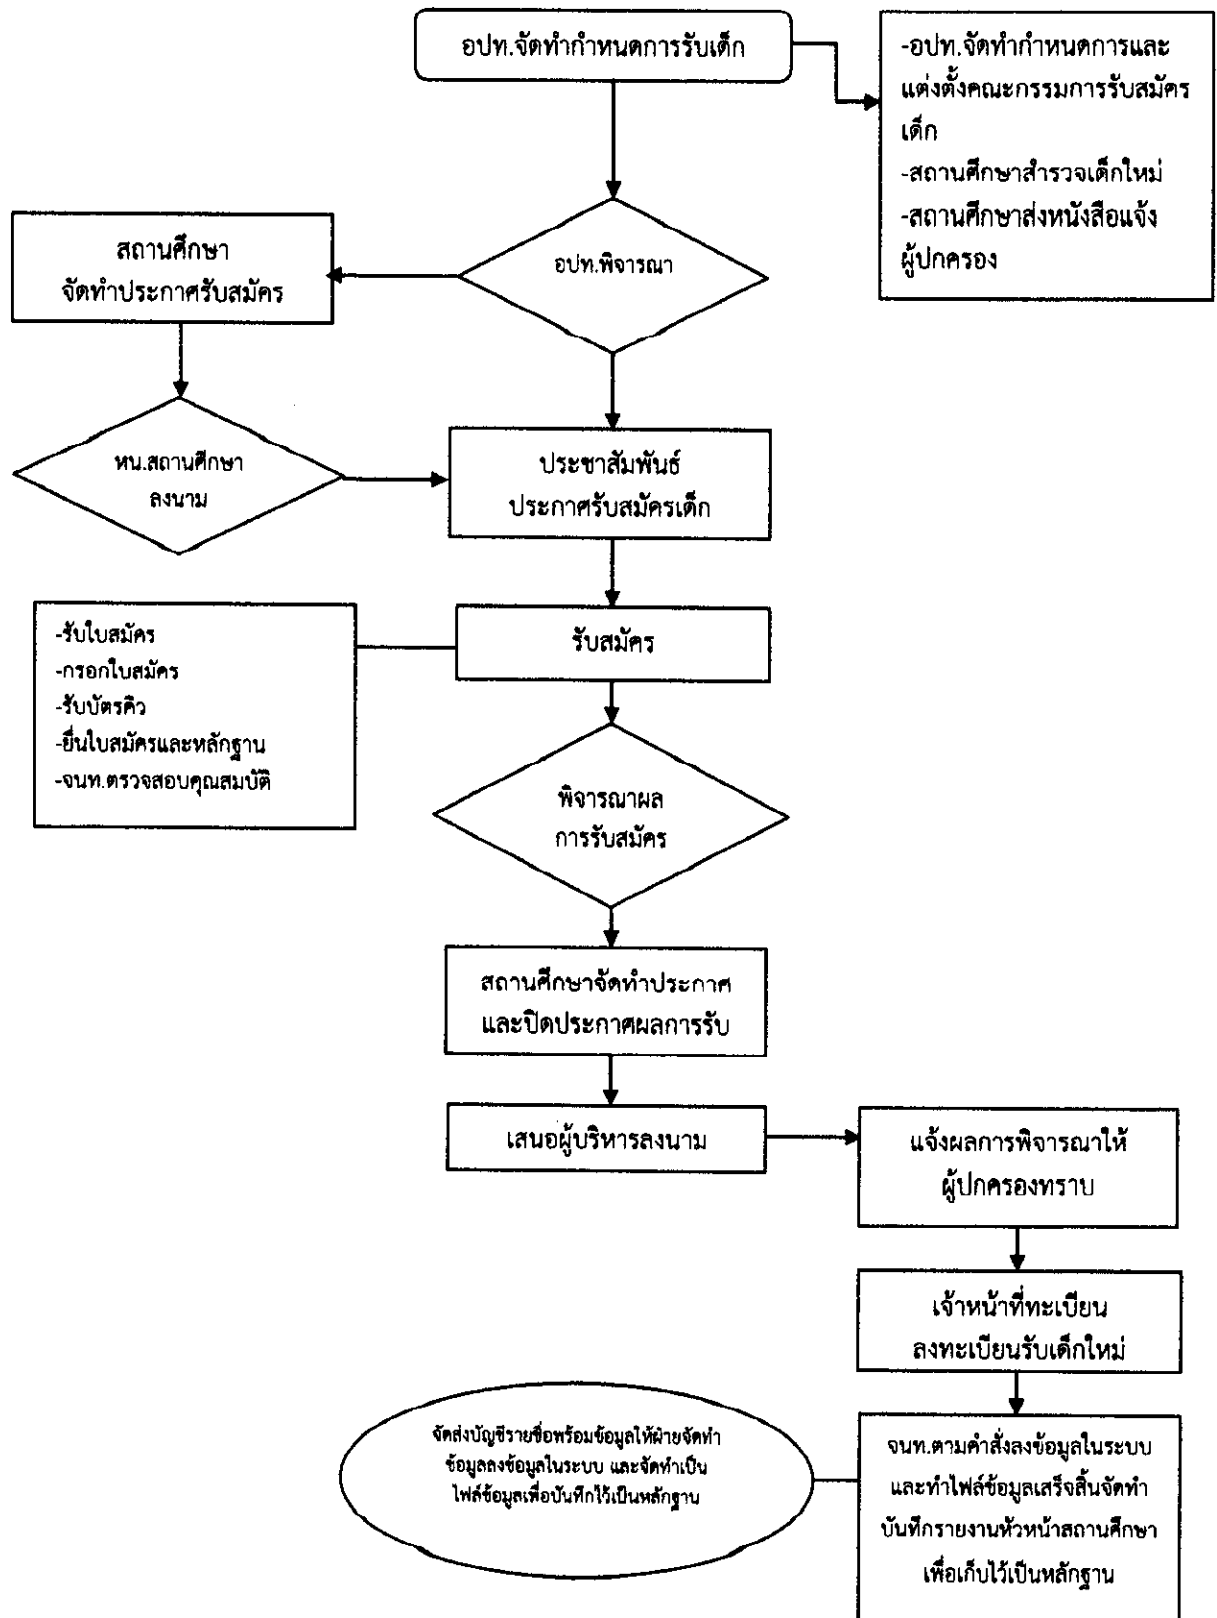 อปท.จัดทำกำหนดการรับเด็ก
-อปท.จัดทำกำหนดการและ
แต่งตั้งคณะกรรมการรับสมัคร
เด็ก
-สถานศึกษาสำรวจเด็กใหม่
-สถานศึกษาส่งหนังสือแจ้ง
ผู้ปกครอง
อปท.พิจารณา
สถานศึกษา
จัดทำประกาศรับสมัคร
หน.สถานศึกษา
ลงนาม
ประชาสัมพันธ์
ประกาศรับสมัครเด็ก
รับสมัคร
-รับใบสมัคร
-กรอกใบสมัคร
-รับบัตรคิว
-ยื่นใบสมัครและหลักฐาน
-จนท.ตรวจสอบคุณสมบัติ
พิจารณาผล
การรับสมัคร
สถานศึกษาจัดทำประกาศ
และปิดประกาศผลการรับ
เสนอผู้บริหารลงนาม
แจ้งผลการพิจารณาให้
ผู้ปกครองทราบ
เจ้าหน้าที่ทะเบียน
ลงทะเบียนรับเด็กใหม่
จนท.ตามคำสั่งลงข้อมูลในระบบ
และทำไฟล์ข้อมูลเสร็จสิ้นจัดทำ
บันทึกรายงานหัวหน้าสถานศึกษา
เพื่อเก็บไว้เป็นหลักฐาน
จัดส่งบัญชีรายชื่อพร้อมข้อมูลให้ฝ่ายจัดทำ
ข้อมูลลงข้อมูลในระบบ และจัดทำเป็น
ไฟล์ข้อมูลเพื่อบันทึกไว้เป็นหลักฐาน